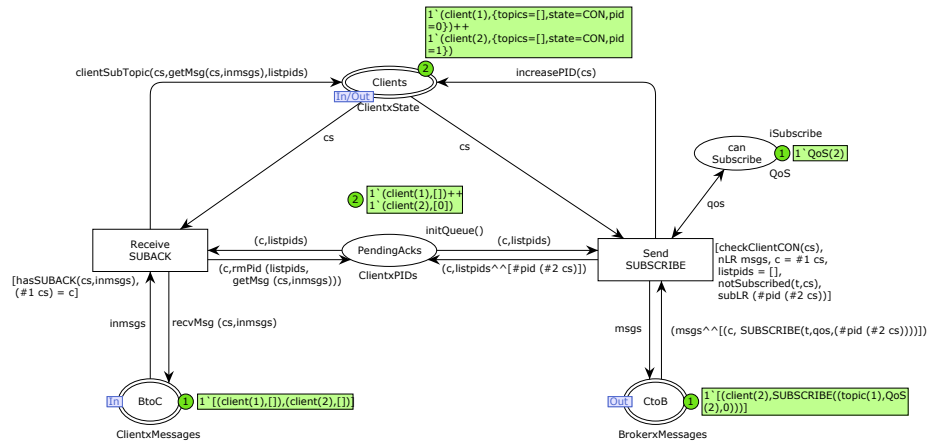 1`(client(1),{topics=[],state=CON,pid
=0})++
1`(client(2),{topics=[],state=CON,pid
=1})
2
clientSubTopic(cs,getMsg(cs,inmsgs),listpids)
Clients
increasePID(cs)
In/Out
ClientxState
cs
cs
iSubscribe
can
Subscribe
1
1`QoS(2)
QoS
qos
2
1`(client(1),[])++
1`(client(2),[0])
initQueue()
Receive
SUBACK
(c,listpids)
PendingAcks
(c,listpids)
Send
SUBSCRIBE
(c,rmPid (listpids,
getMsg (cs,inmsgs)))
ClientxPIDs
(c,listpids^^[#pid (#2 cs)])
[checkClientCON(cs),
nLR msgs, c = #1 cs,
listpids = [],
notSubscribed(t,cs),
subLR (#pid (#2 cs))]
[hasSUBACK(cs,inmsgs),
(#1 cs) = c]
inmsgs
recvMsg (cs,inmsgs)
msgs
(msgs^^[(c, SUBSCRIBE(t,qos,(#pid (#2 cs))))])
In
BtoC
1
1`[(client(1),[]),(client(2),[])]
ClientxMessages
Out
CtoB
1
1`[(client(2),SUBSCRIBE((topic(1),QoS
(2),0)))]
BrokerxMessages